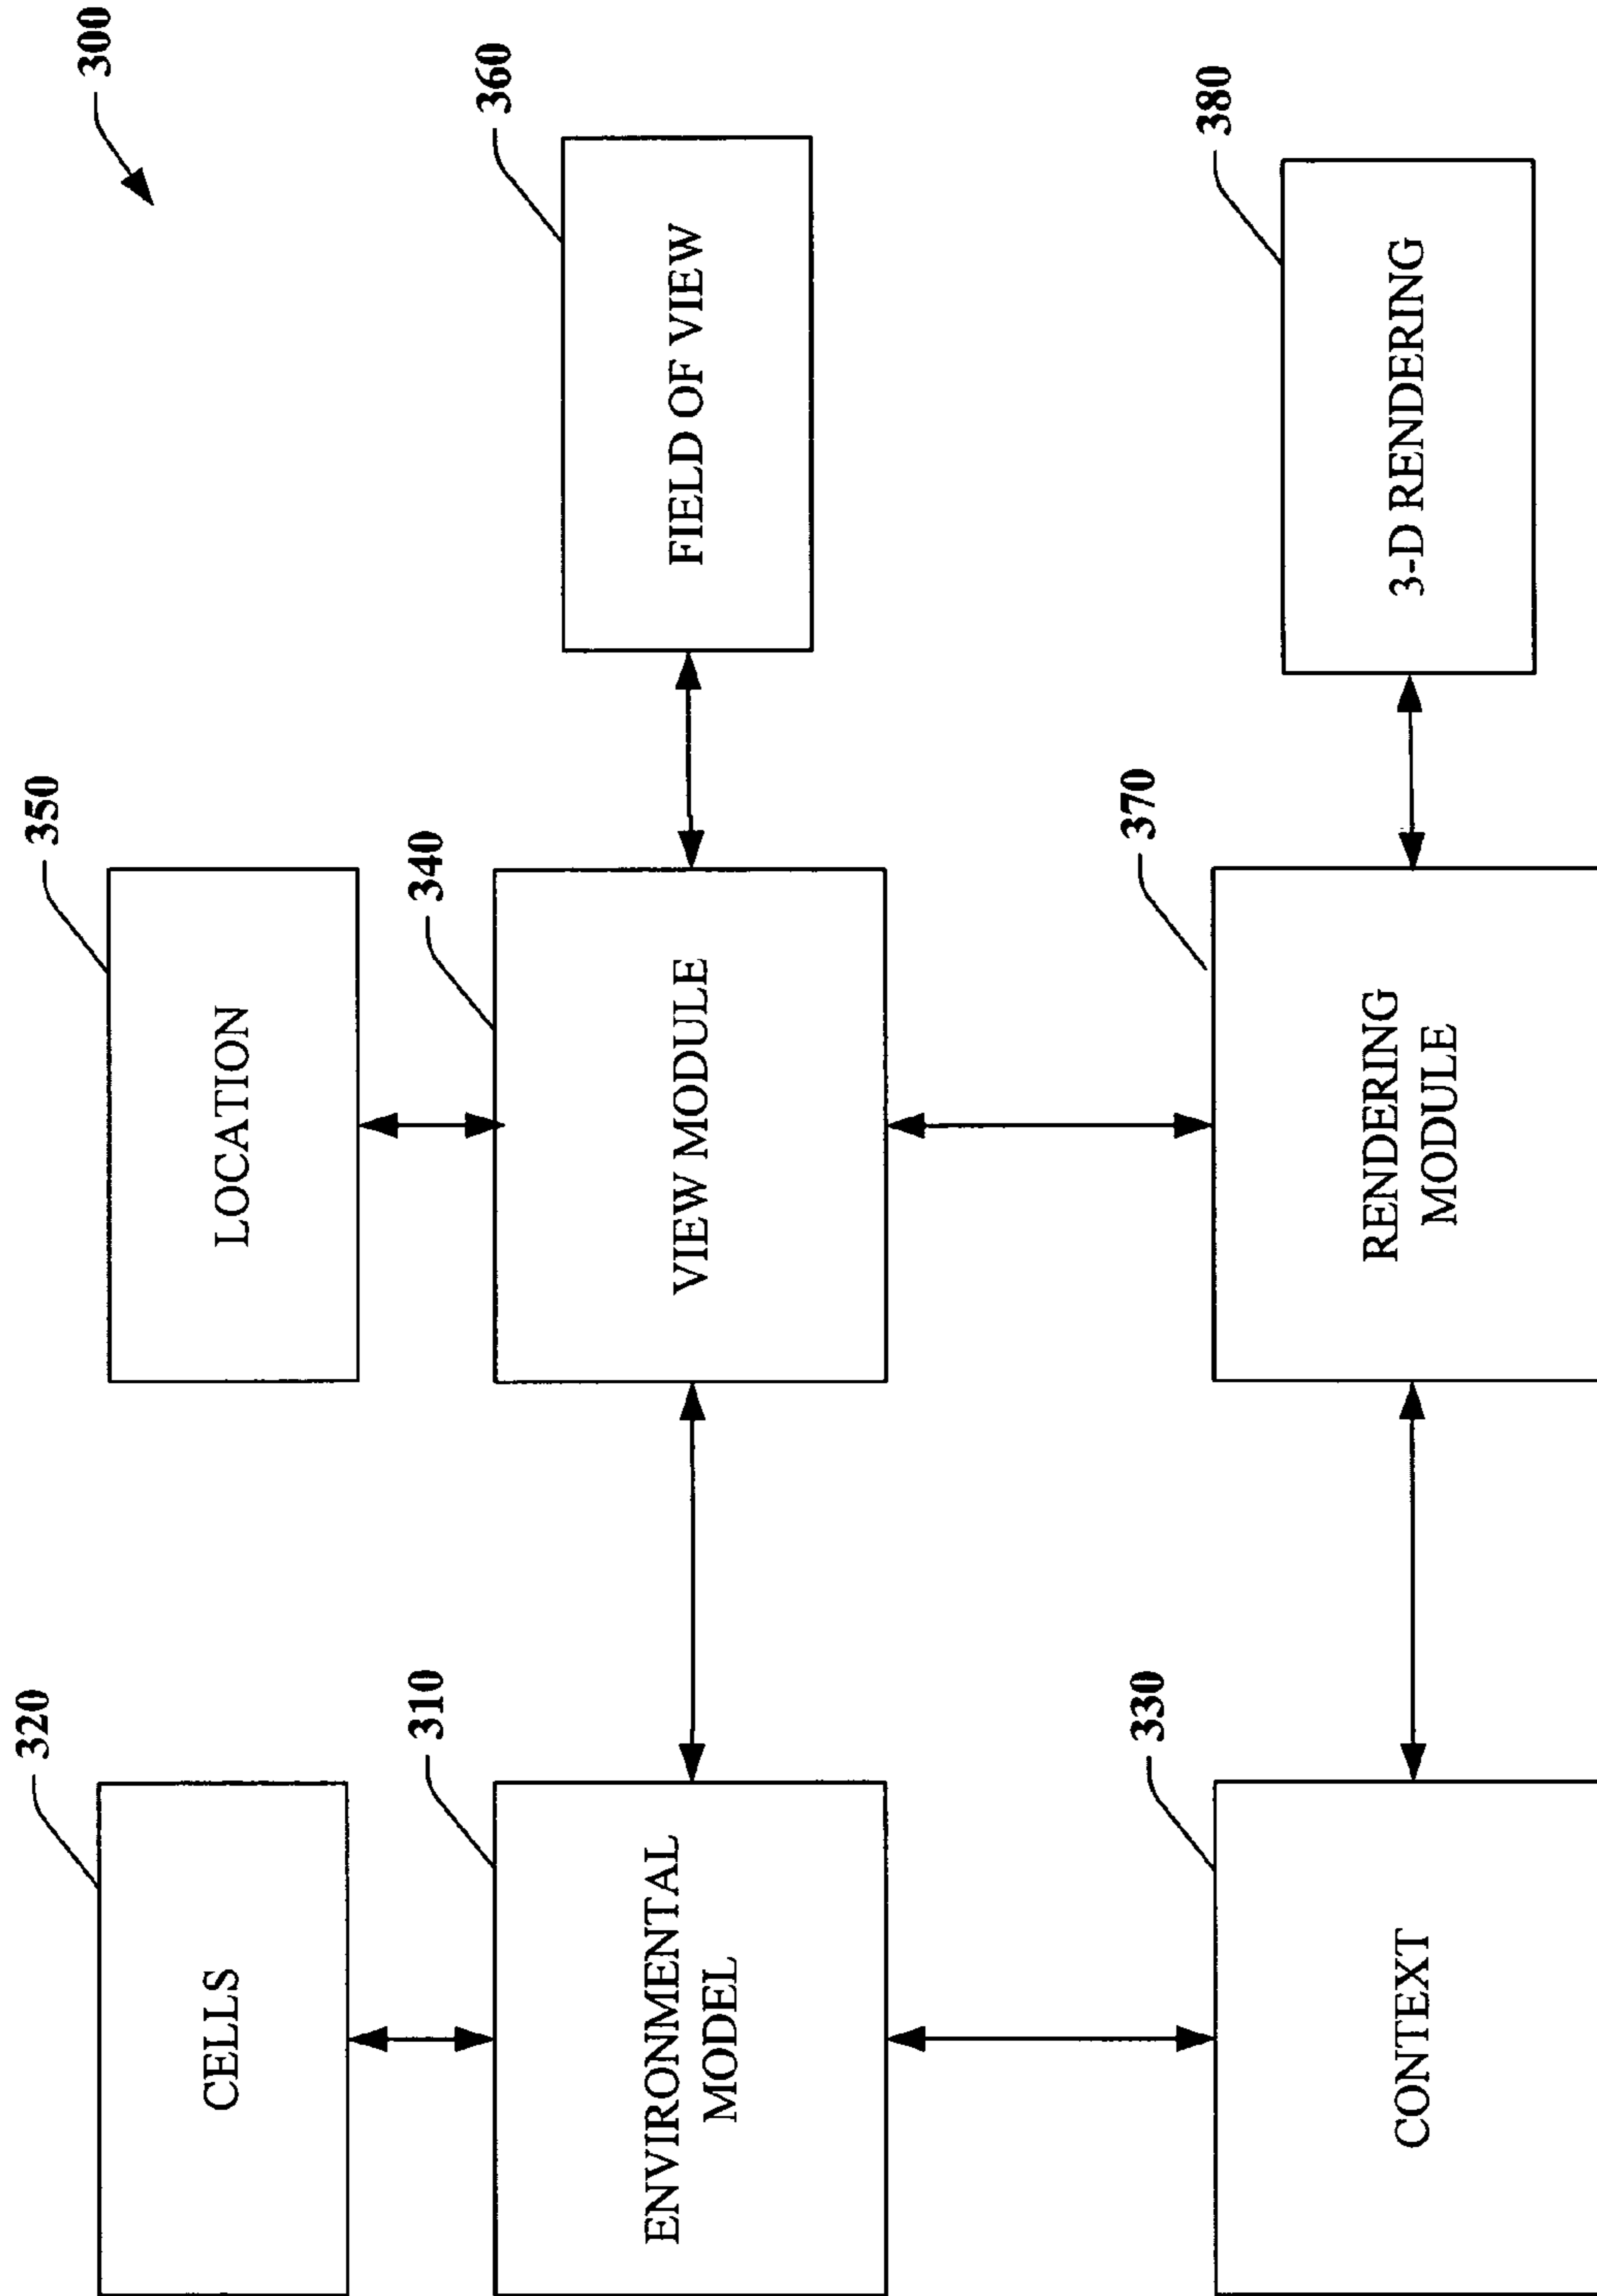 300
320
CELLS
350
LOCATION
310
ENVIRONMENTAL
MODEL
340
VIEW MODULE
360
FIELD OF VIEW
330
CONTEXT
370
RENDERING
MODULE
380
3-D RENDERING